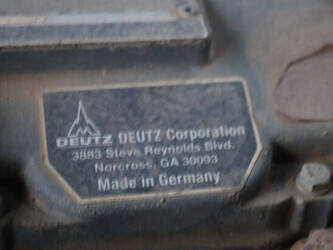 DEUTZ DEUTZ Corporation
3883 Steve Reynolds Blvd.
Norcross, GA 30093
Made in Germany